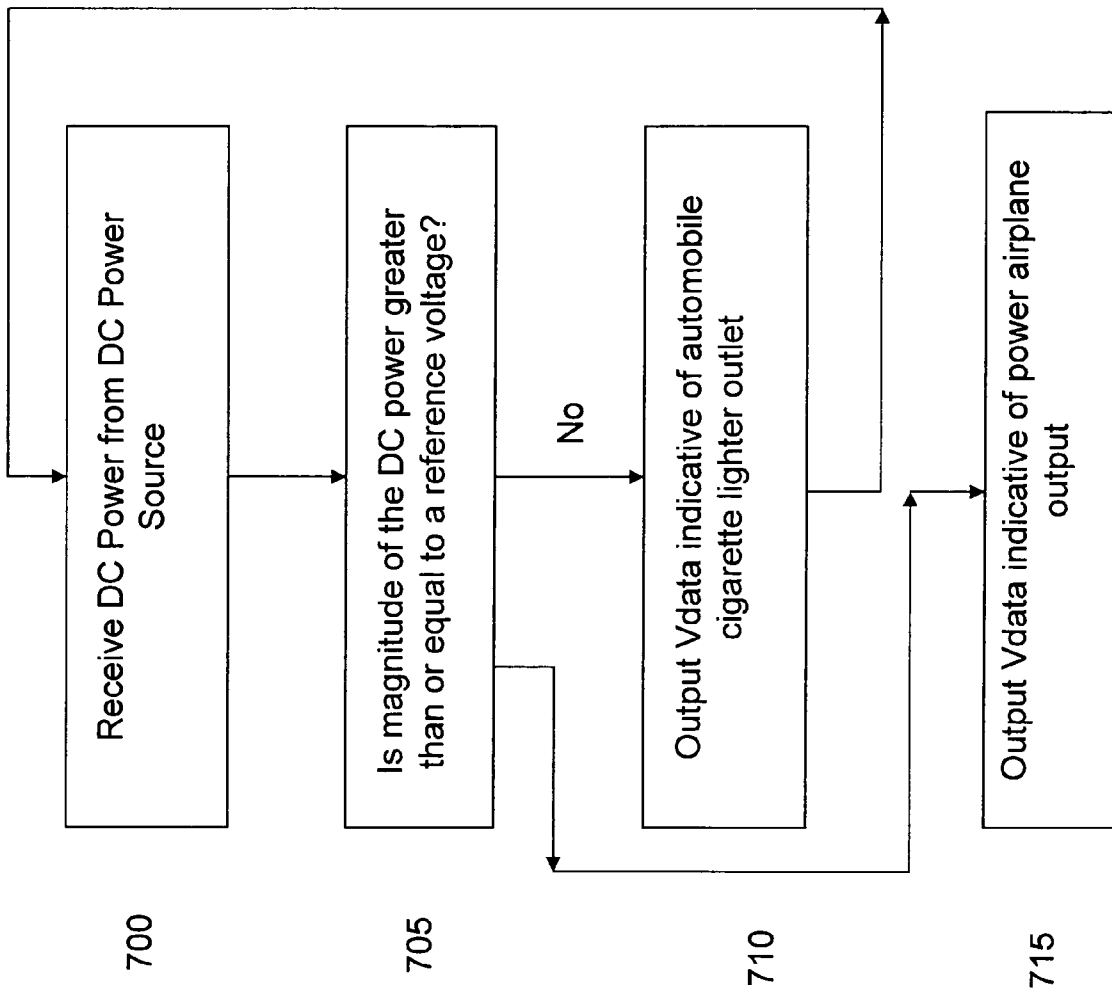 700
Receive DC Power from DC Power
Source
705
Is magnitude of the DC power greater
than or equal to a reference voltage?
No
710
Output Vdata indicative of automobile
cigarette lighter outlet
715
Output Vdata indicative of power airplane
output